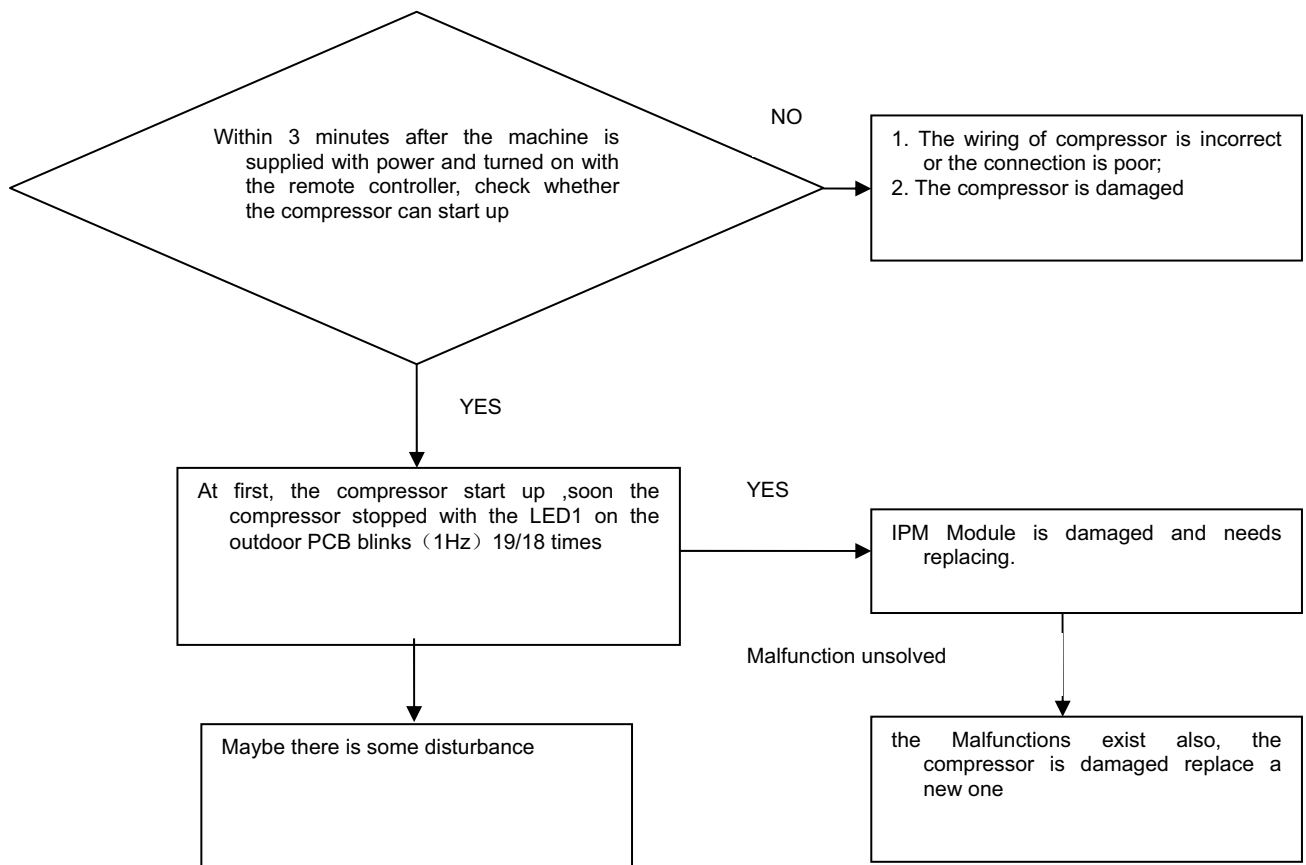 Within 3 minutes after the machine is
supplied with power and turned on with
the remote controller, check whether
the compressor can start up
NO
1. The wiring of compressor is incorrect
or the connection is poor;
2. The compressor is damaged
YES
At first, the compressor start up ,soon the
compressor stopped with the LED1 on the
outdoor PCB blinks（1Hz）19/18 times
YES
IPM Module is damaged and needs
replacing.
Malfunction unsolved
Maybe there is some disturbance
the Malfunctions exist also, the
compressor is damaged replace a
new one